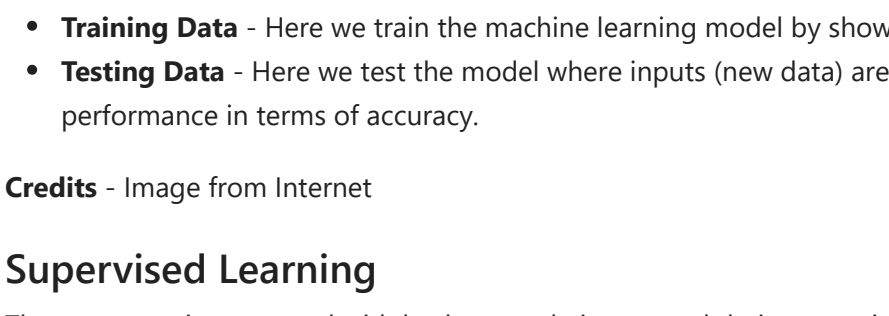 • Training Data - Here we train the machine learning model by show
• Testing Data - Here we test the model where inputs (new data) are
performance in terms of accuracy.
Credits - Image from Internet
Supervised Learning